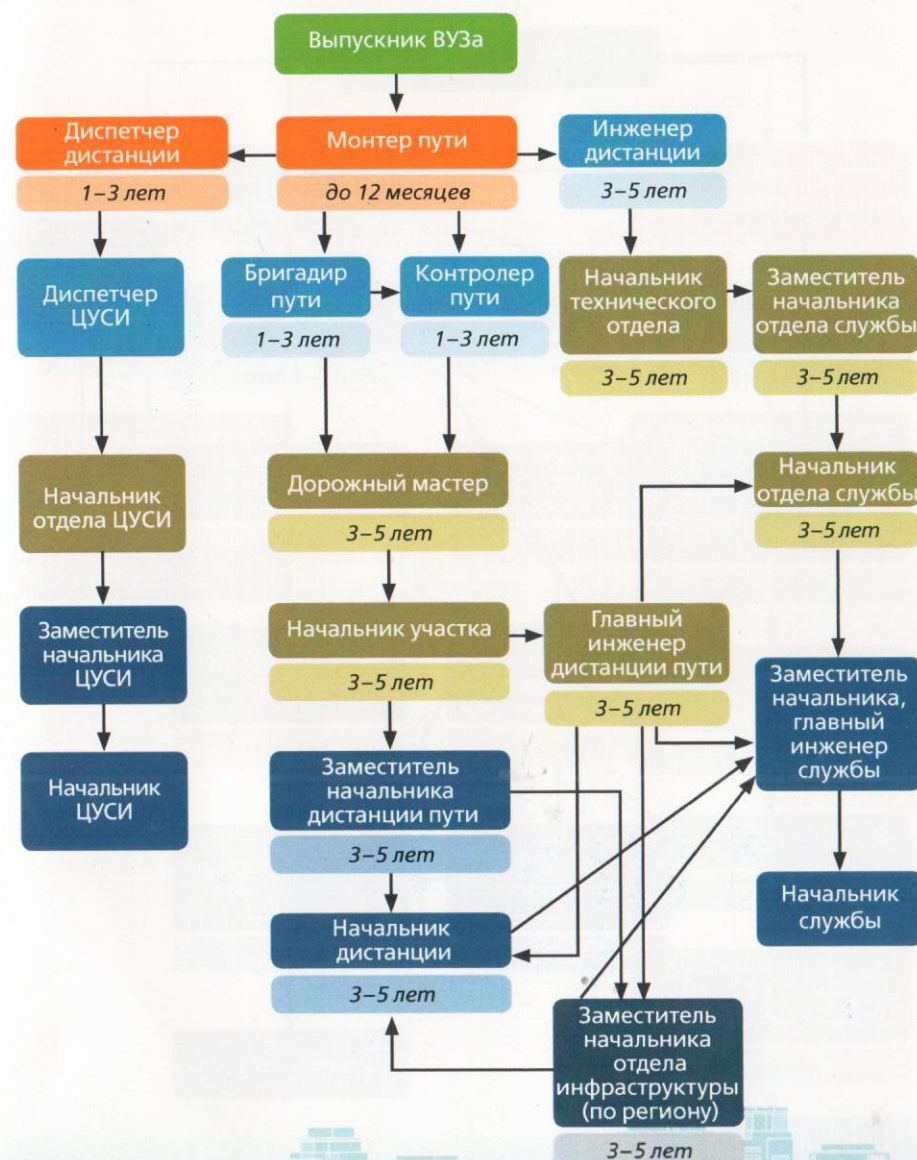 Выпускник ВУЗа
Диспетчер
дистанции
1–3 лет
Монтер пути
до 12 месяцев
Инженер
дистанции
3–5 лет
Диспетчер
ЦУСИ
Бригадир
пути
1–3 лет
Контролер
пути
1–3 лет
Начальник
технического
отдела
3–5 лет
Заместитель
начальника
отдела службы
3–5 лет
Начальник
отдела ЦУСИ
Дорожный мастер
3–5 лет
Начальник
отдела службы
3–5 лет
Заместитель
начальника
ЦУСИ
Начальник участка
3–5 лет
Главный
инженер
дистанции пути
3–5 лет
Заместитель
начальника,
главный
инженер
службы
Начальник
ЦУСИ
Заместитель
начальника
дистанции пути
3–5 лет
Начальник
дистанции
3–5 лет
Начальник
службы
Заместитель
начальника
отдела
инфраструктуры
(по региону)
3–5 лет